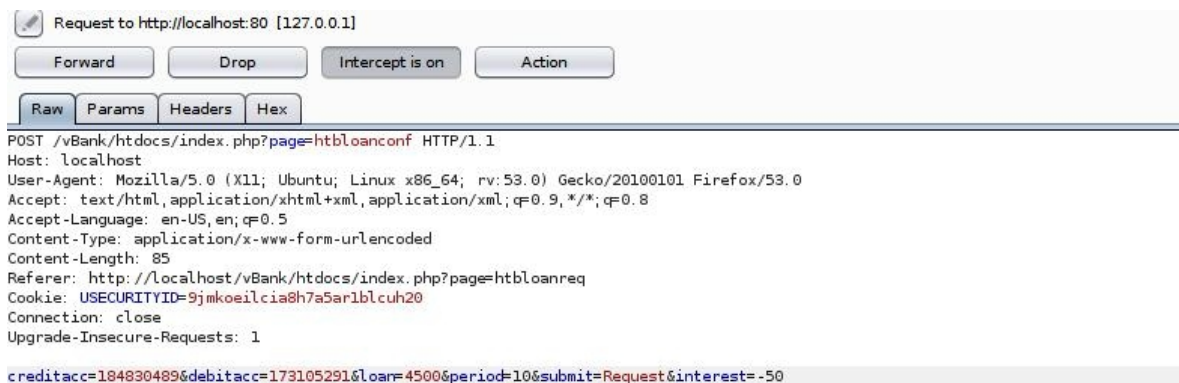 Request to http://localhost:80 [127.0.0.1]
Forward Drop Intercept is on Action
Raw Params Headers Hex
POST /vBank/htdocs/index.php?page=htbloanconf HTTP/1.1
Host: localhost
User-Agent: Mozilla/5.0 (X11; Ubuntu; Linux x86_64; rv:53.0) Gecko/20100101 Firefox/53.0
Accept: text/html,application/xhtml+xml,application/xml;q=0.9,*/*;q=0.8
Accept-Language: en-US,en;q=0.5
Content-Type: application/x-www-form-urlencoded
Content-Length: 85
Referer: http://localhost/vBank/htdocs/index.php?page=htbloanreq
Cookie: USECURITYID=9jmkoeilcia8h7a5ar1blcuh20
Connection: close
Upgrade-Insecure-Requests: 1
creditacc=184830489&debitacc=173105291&loan=4500&period=10&submit=Request&interest=-50